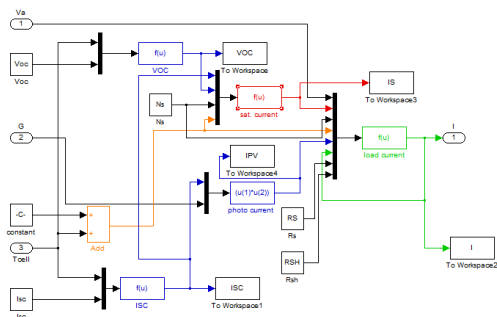 Va
1
Voc
Voc
f(u)
VOC
VOC
To Workspace
Ns
Ns
f(u)
sat. current
IS
To Workspace3
G
2
IPV
To Workspace4
f(u)
load current
I
1
(u(1)*u(2))
photo current
-C-
constant
+
+
Add
RS
Rs
3
Tcell
RSH
Rsh
I
To Workspace2
Isc
Isc
f(u)
ISC
ISC
To Workspace1